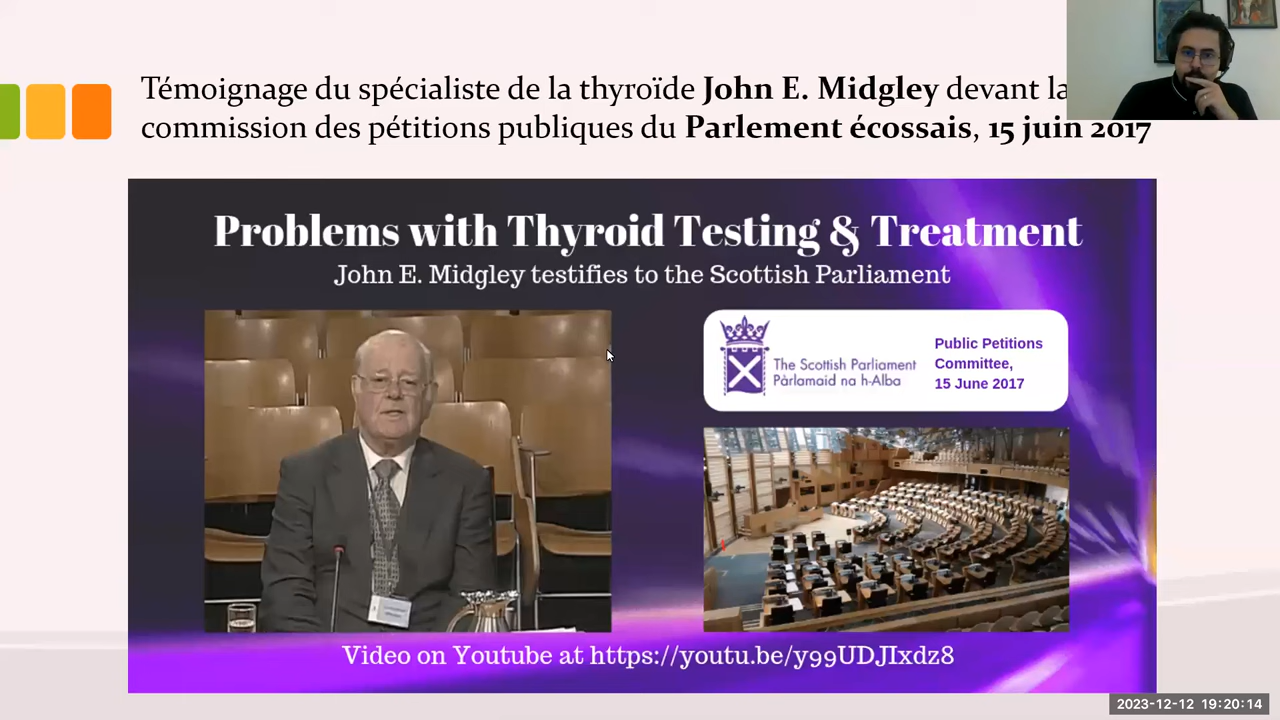 Témoignage du spécialiste de la thyroïde John E. Midgley devant la
commission des pétitions publiques du Parlement écossais, 15 juin 2017
Problems with Thyroid Testing & Treatment
John E. Midgley testifies to the Scottish Parliament
The Scottish Parliament
Pàrlamaid na h-Alba
Public Petitions
Committee,
15 June 2017
Video on Youtube at https://youtu.be/y99UDJIxdz8
2023-12-12 19:20:14